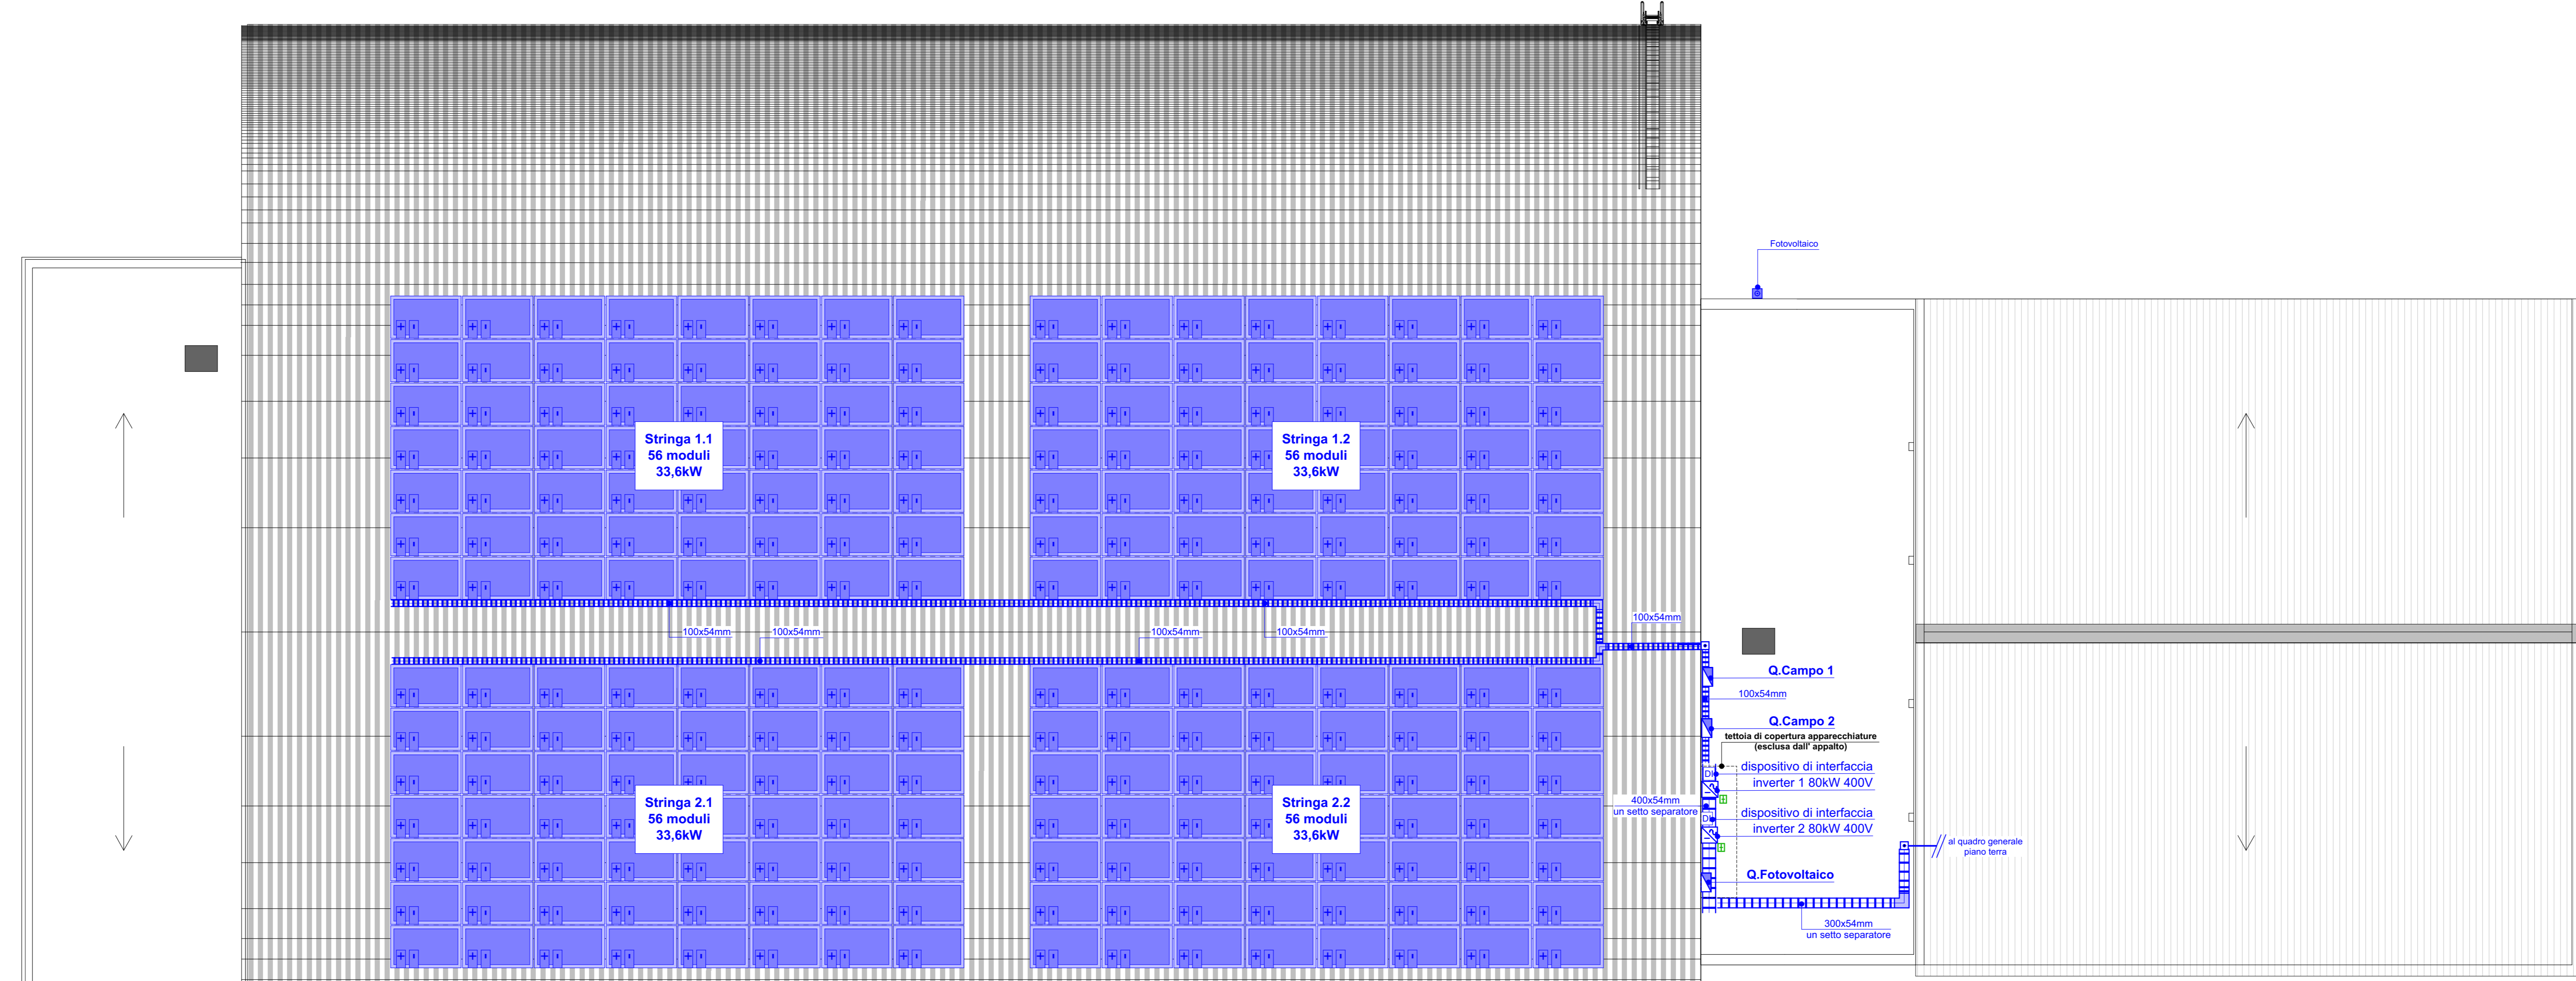 Fotovoltaico
Stringa 1.1
56 moduli
33,6kW
Stringa 1.2
56 moduli
33,6kW
100x54mm
100x54mm
100x54mm
100x54mm
100x54mm
Q.Campo 1
100x54mm
Q.Campo 2
tettoia di copertura apparecchiature
(esclusa dall' appalto)
DI
dispositivo di interfaccia
inverter 1 80kW 400V
Stringa 2.1
56 moduli
33,6kW
Stringa 2.2
56 moduli
33,6kW
400x54mm
un setto separatore
DI
dispositivo di interfaccia
inverter 2 80kW 400V
al quadro generale
piano terra
Q.Fotovoltaico
300x54mm
un setto separatore